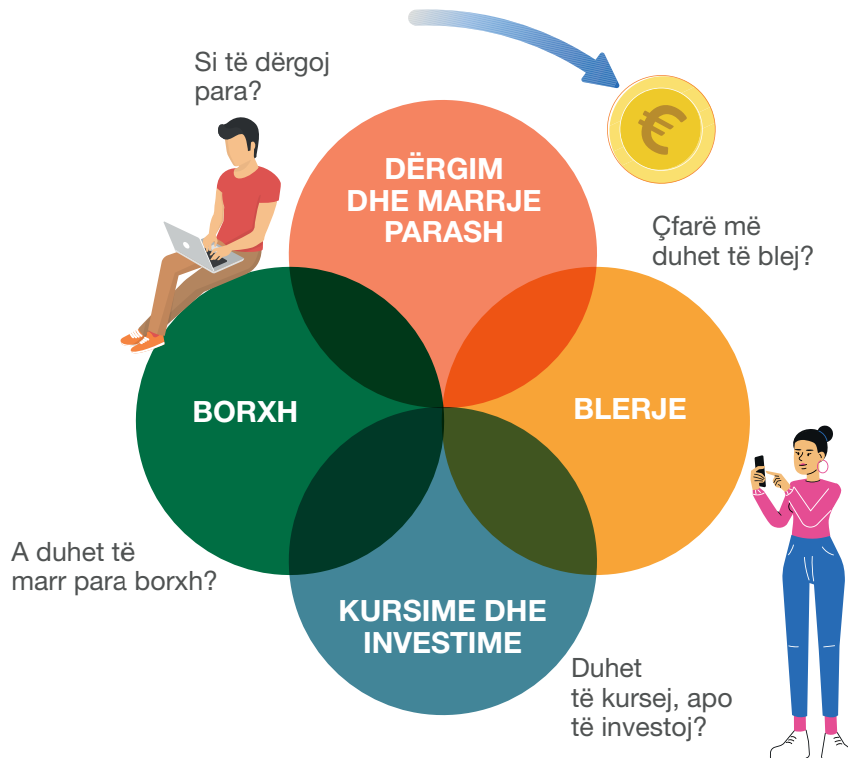 Si të dërgoj
para?
DËRGIM
DHE MARRJE
PARASH
€
Çfarë më
duhet të blej?
BORXH
BLERJE
A duhet të
marr para borxh?
KURSIME DHE
INVESTIME
Duhet
të kursej, apo
të investoj?